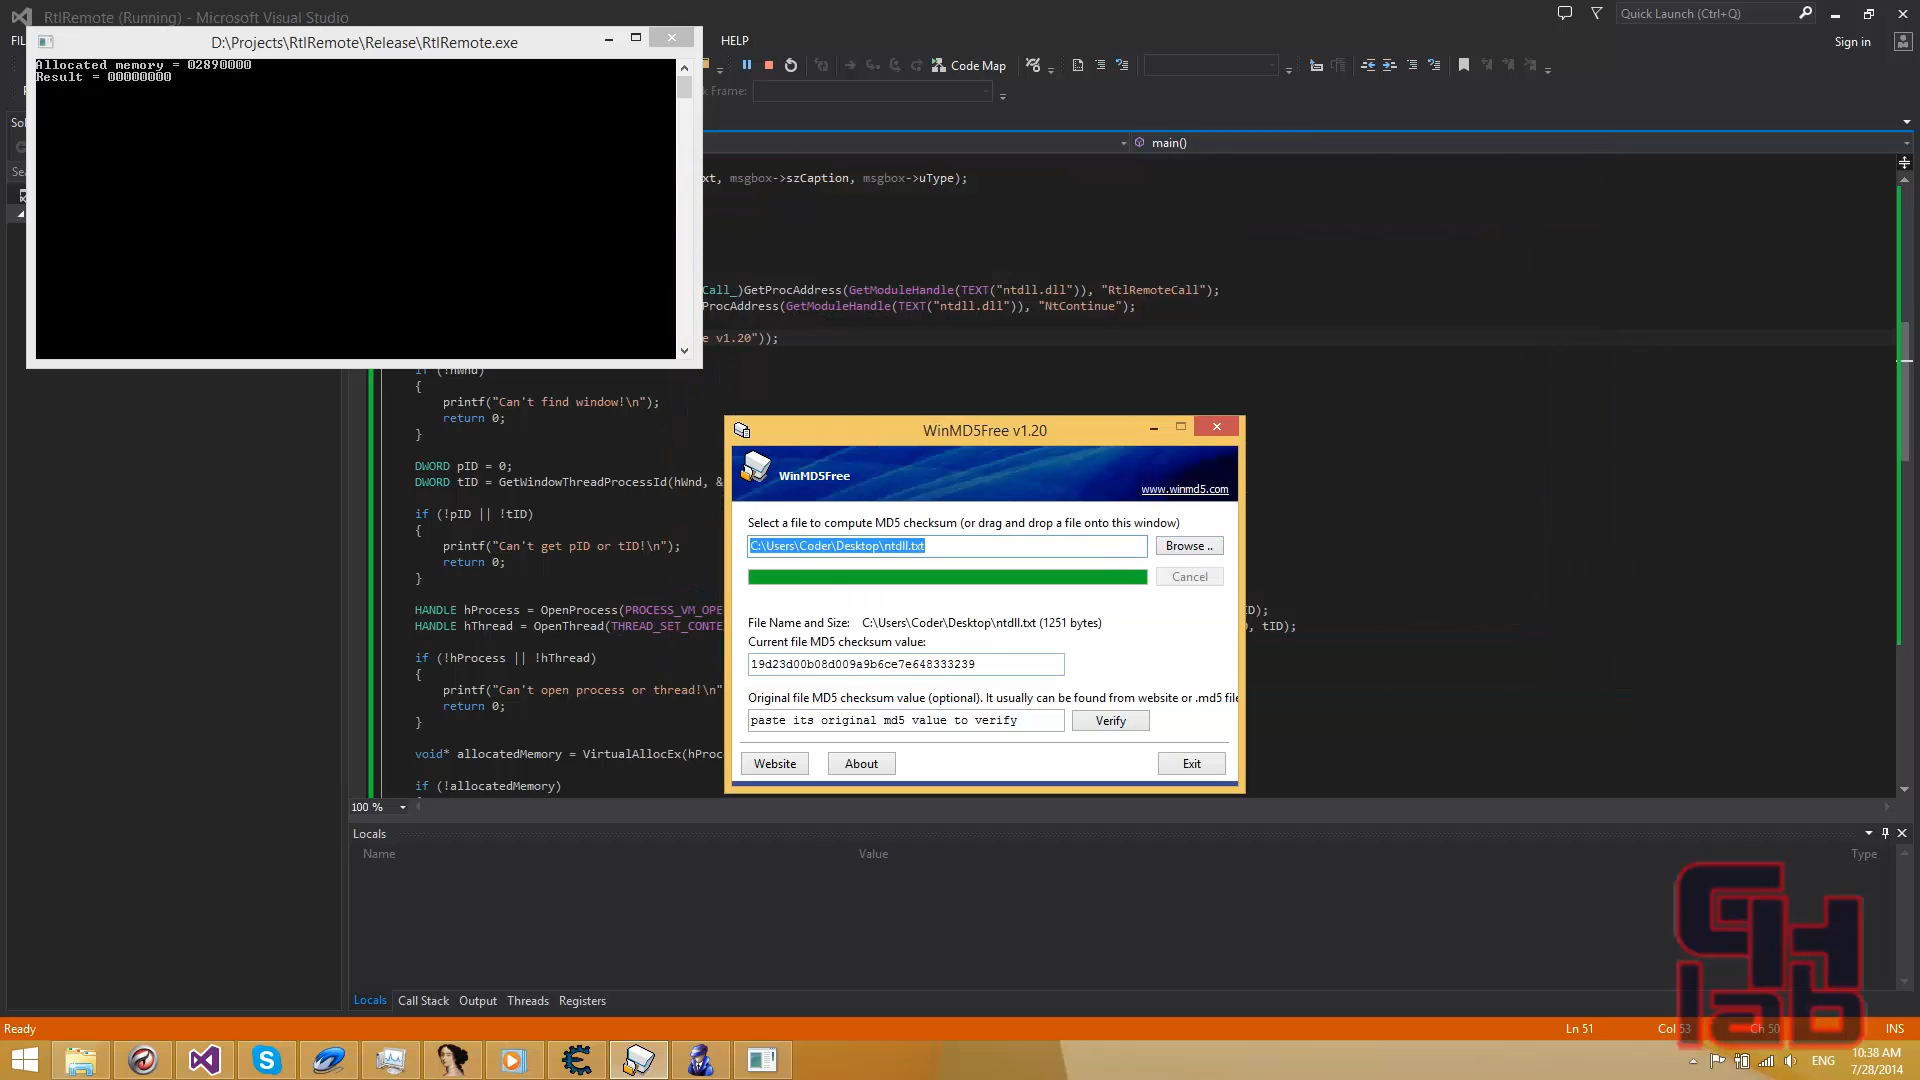 RtlRemote (Running) - Microsoft Visual Studio
Quick Launch (Ctrl+Q)
D:\Projects\RtlRemote\Release\RtlRemote.exe
HELP
Sign in
Allocated memory = 02890000
Result = 00000000
Code Map
Frame:
main()
xt, msgbox->szCaption, msgbox->uType);
Call_)GetProcAddress(GetModuleHandle(TEXT("ntdll.dll")), "RtlRemoteCall");
ProcAddress(GetModuleHandle(TEXT("ntdll.dll")), "NtContinue");
e v1.20"));
if (!hWnd)
{
printf("Can't find window!\n");
return 0;
}
DWORD pID = 0;
DWORD tID = GetWindowThreadProcessId(hWnd, &
if (!pID || !tID)
{
printf("Can't get pID or tID!\n");
return 0;
}
HANDLE hProcess = OpenProcess(PROCESS_VM_OPE
ID);
HANDLE hThread = OpenThread(THREAD_SET_CONTE
, tID);
if (!hProcess || !hThread)
{
printf("Can't open process or thread!\n"
return 0;
}
void* allocatedMemory = VirtualAllocEx(hProc
if (!allocatedMemory)
100 %
WinMD5Free v1.20
WinMD5Free
www.winmd5.com
Select a file to compute MD5 checksum (or drag and drop a file onto this window)
C:\Users\Coder\Desktop\ntdll.txt
Browse ..
Cancel
File Name and Size: C:\Users\Coder\Desktop\ntdll.txt (1251 bytes)
Current file MD5 checksum value:
19d23d00b08d009a9b6ce7e648333239
Original file MD5 checksum value (optional). It usually can be found from website or .md5 file
paste its original md5 value to verify
Verify
Website
About
Exit
Locals
Name
Value
Type
Locals
Call Stack
Output
Threads
Registers
Ready
Ln 51
Col 53
Ch 50
INS
CH
lab
ENG
10:38 AM
7/28/2014